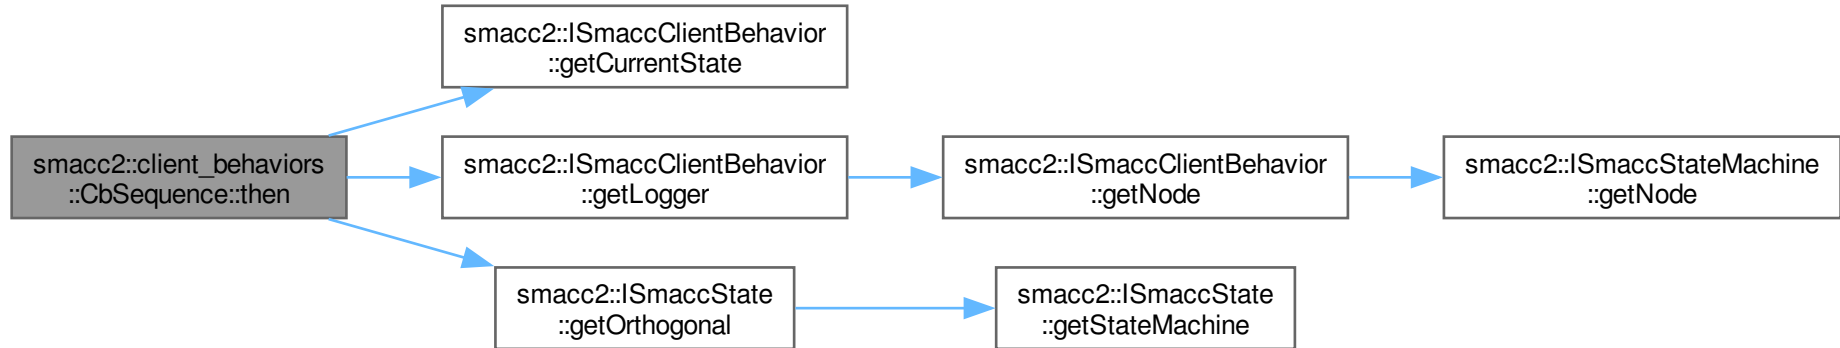 smacc2::ISmaccClientBehavior
::getCurrentState
smacc2::client_behaviors
::CbSequence::then
smacc2::ISmaccClientBehavior
::getLogger
smacc2::ISmaccClientBehavior
::getNode
smacc2::ISmaccStateMachine
::getNode
smacc2::ISmaccState
::getOrthogonal
smacc2::ISmaccState
::getStateMachine